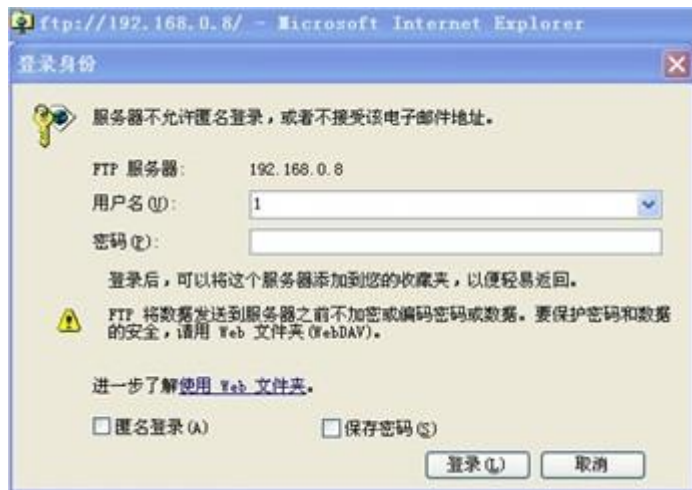 ftp://192.168.0.8/ - Microsoft Internet Explorer
登录身份
服务器不允许匿名登录，或者不接受该电子邮件地址。
FTP 服务器: 192.168.0.8
用户名(U): 1
密码(P):
登录后，可以将这个服务器添加到您的收藏夹，以便轻易返回。
FTP 将数据发送到服务器之前不加密或编码密码或数据。要保护密码和数据
的安全，请用 Web 文件夹(WebDAV)。
进一步了解使用 Web 文件夹。
匿名登录(A) 保存密码(S)
登录(L) 取消